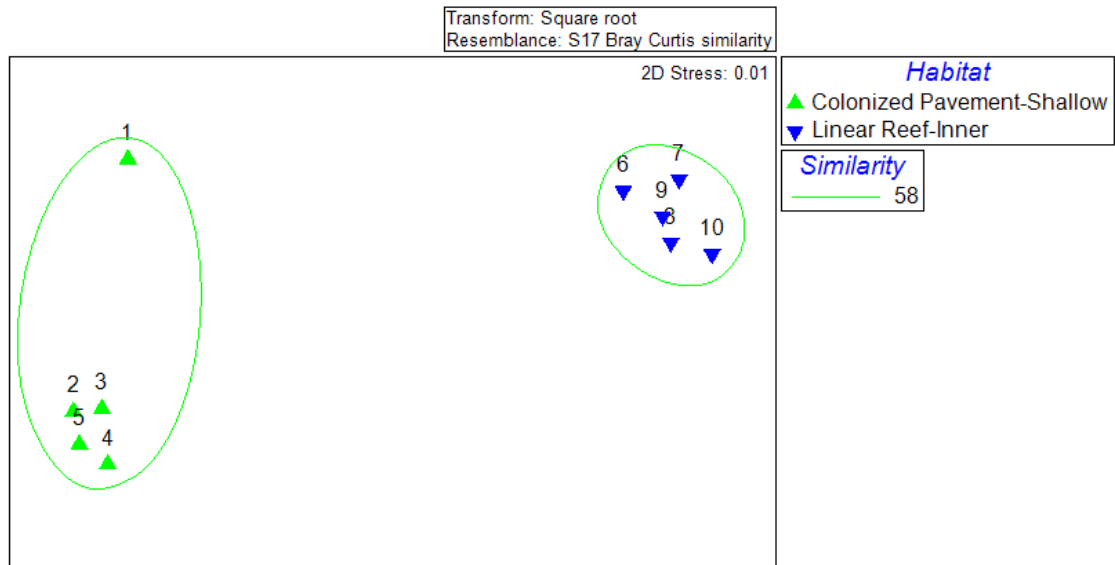 Transform: Square root
Resemblance: S17 Bray Curtis similarity
2D Stress: 0.01
Habitat
Colonized Pavement-Shallow
Linear Reef-Inner
Similarity
58
1
6
7
9
10
2
3
5
4